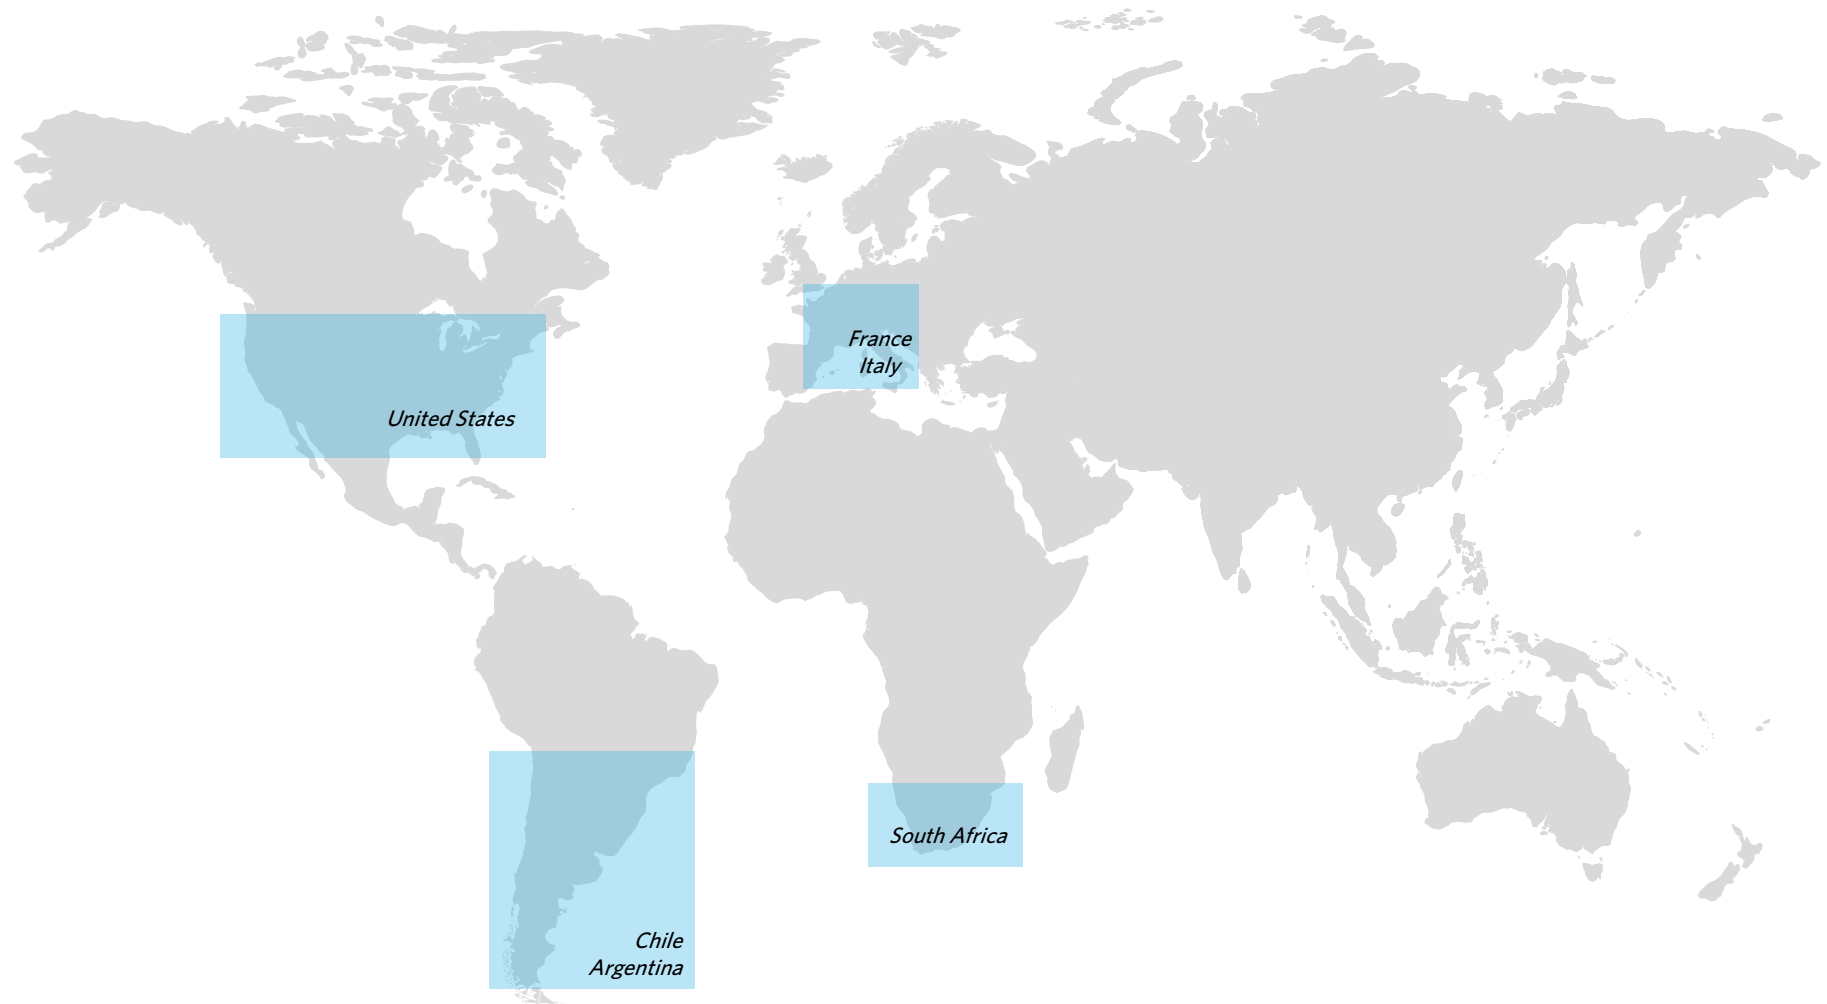 France
Italy
United States
South Africa
Chile
Argentina